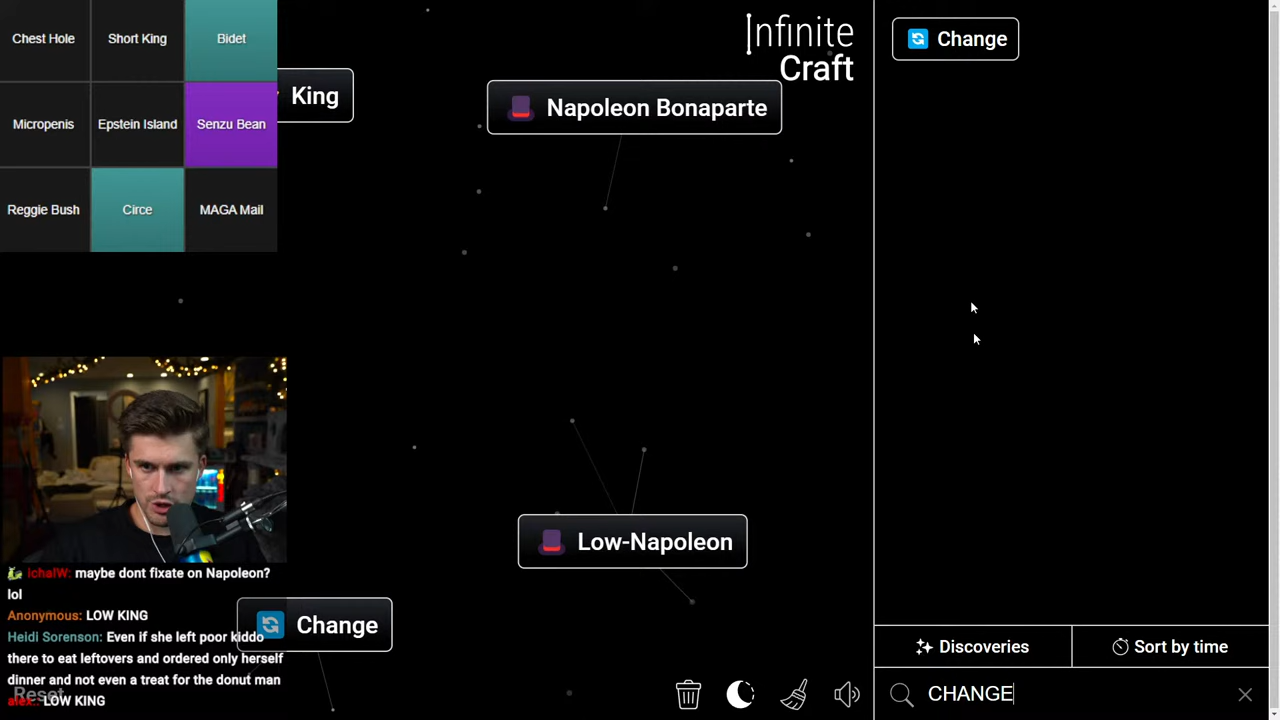 Chest Hole
Short King
Bidet
Micropenis
Epstein Island
Senzu Bean
Reggie Bush
Circe
MAGA Mail
King
Napoleon Bonaparte
Infinite
Craft
Change
Low-Napoleon
Change
ichalW: maybe dont fixate on Napoleon?
lol
Anonymous: LOW KING
Heidi Sorenson: Even if she left poor kiddo
there to eat leftovers and ordered only herself
dinner and not even a treat for the donut man
alex.: LOW KING
Reset
Discoveries
Sort by time
CHANGE